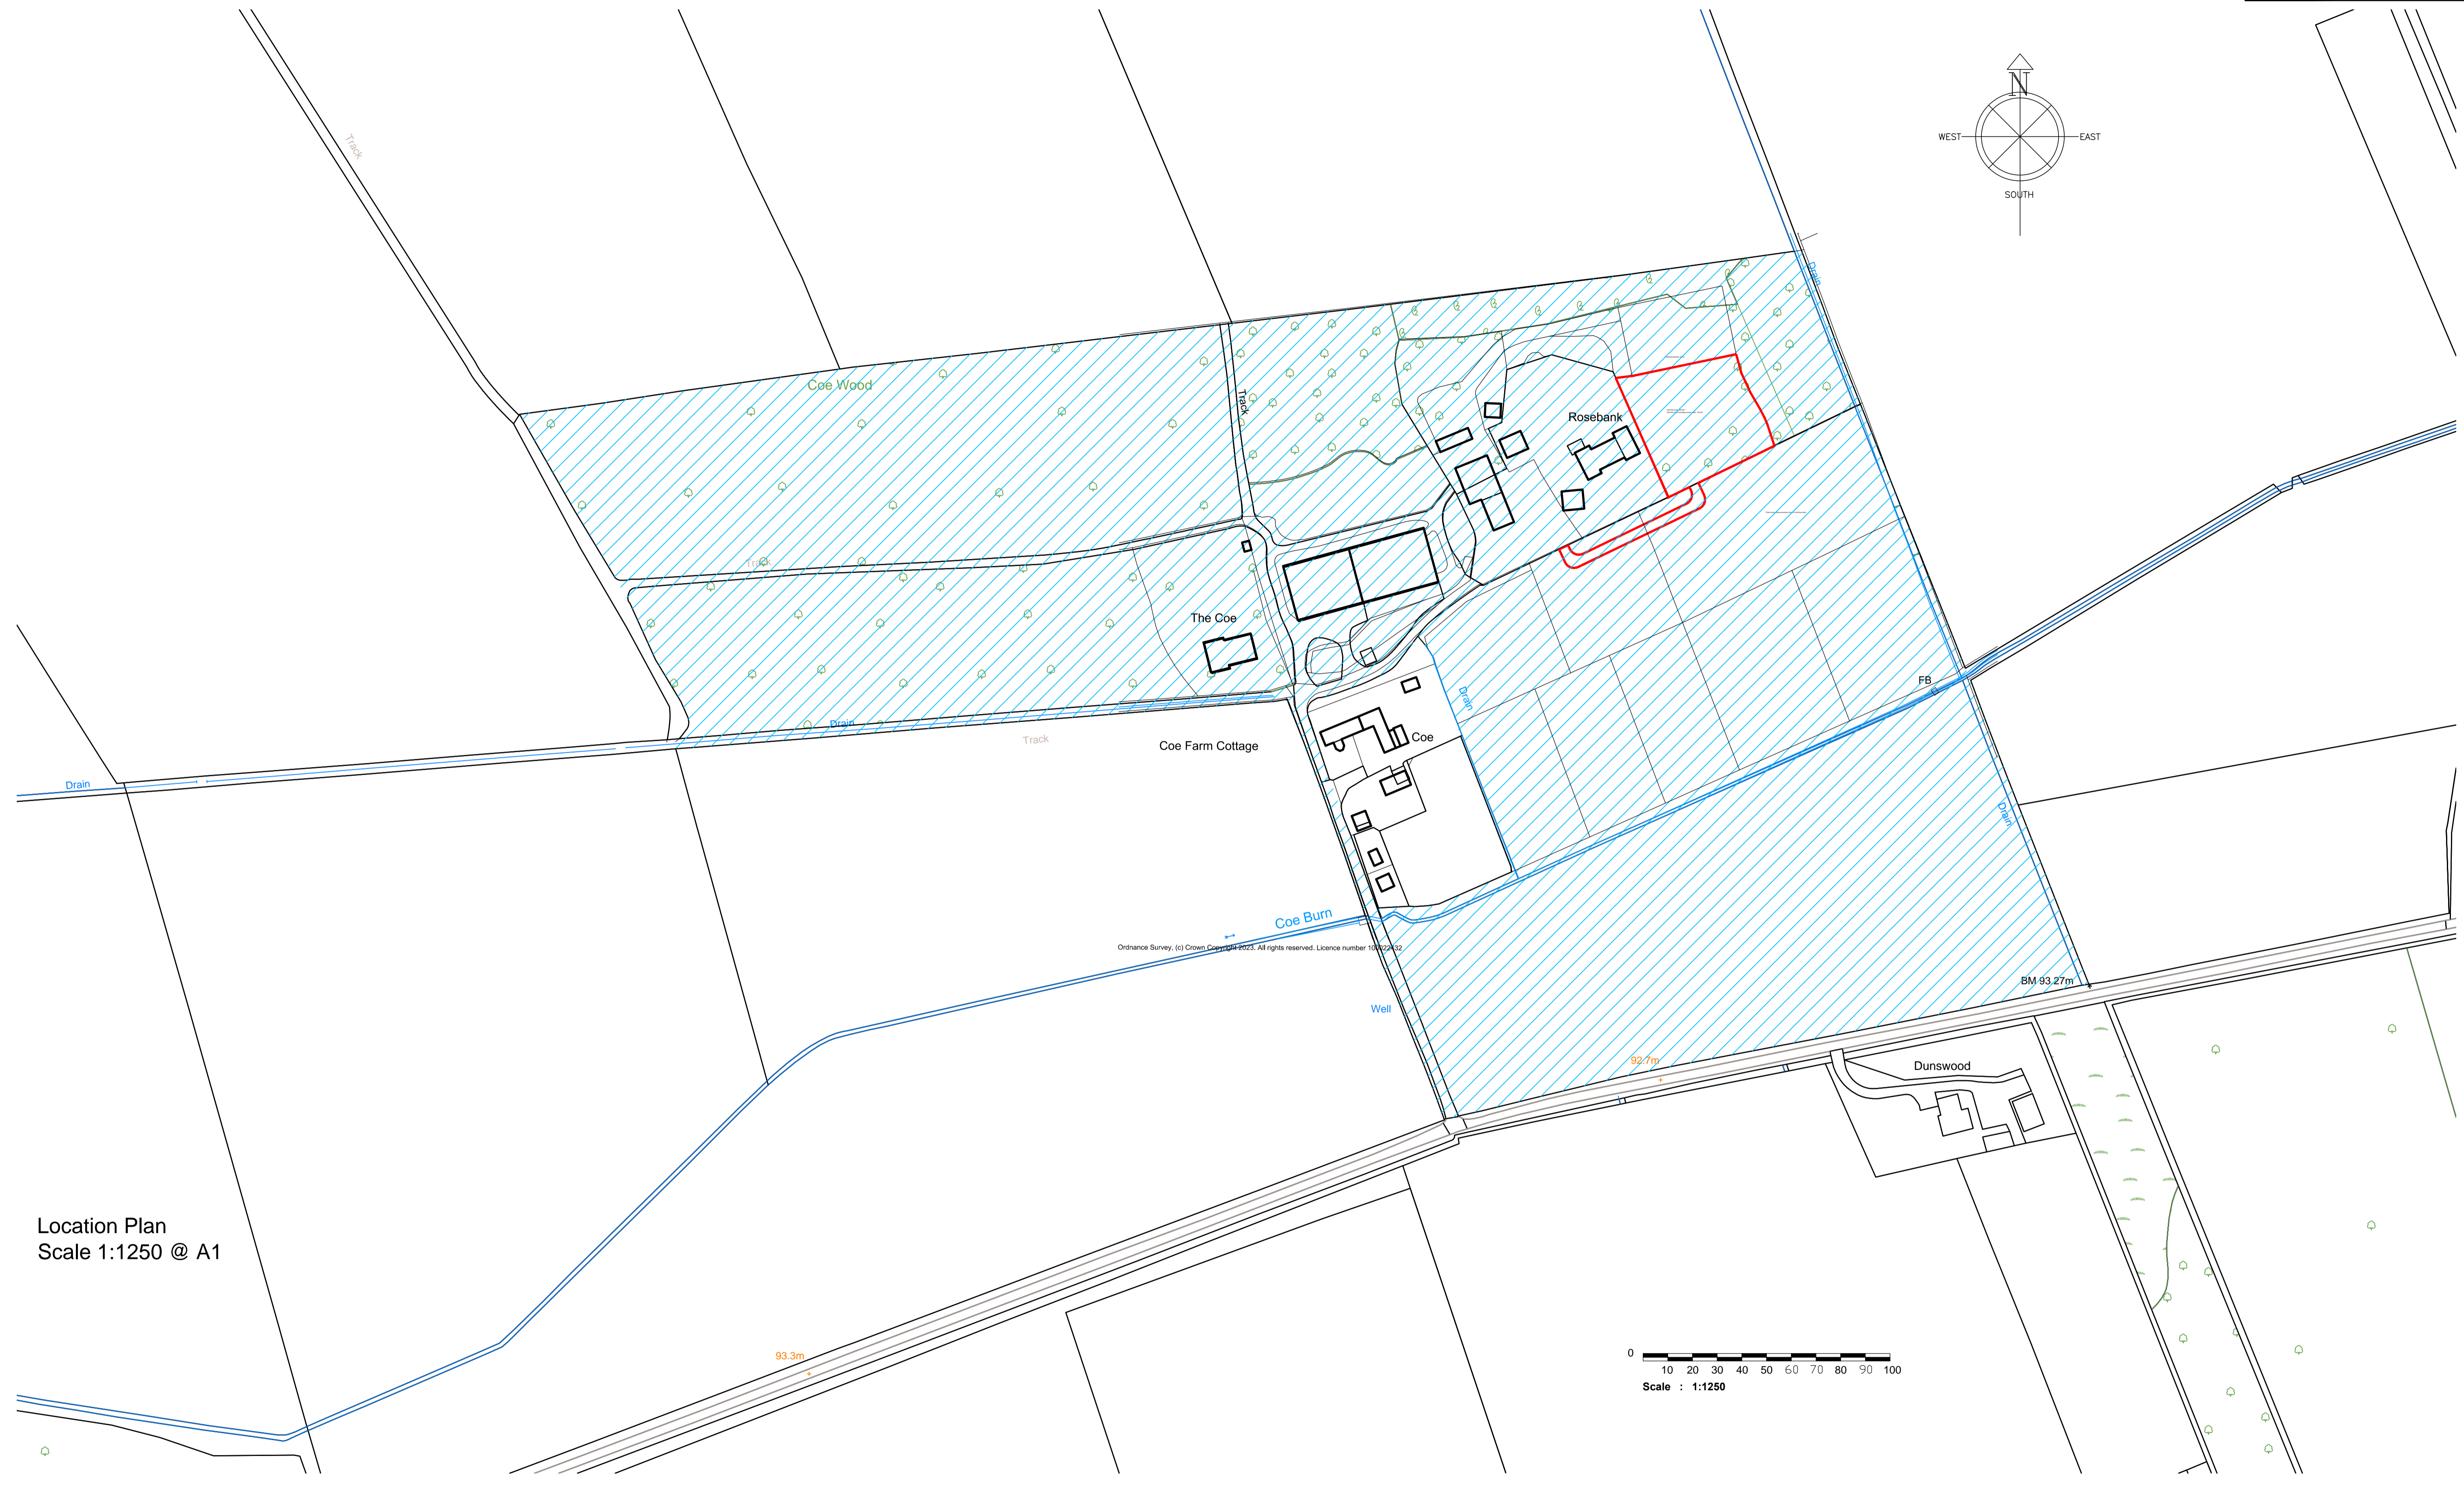 Track
N
WEST
EAST
SOUTH
Drain
Coe Wood
Track
Rosebank
Track
The Coe
FB
Drain
Drain
Track
Coe Farm Cottage
Coe
Drain
Drain
Coe Burn
Ordnance Survey, (c) Crown Copyright 2023. All rights reserved. Licence number 100022432
BM 93.27m
Well
92.7m
Dunswood
Location Plan
Scale 1:1250 @ A1
93.3m
0
10 20 30 40 50 60 70 80 90 100
Scale : 1:1250